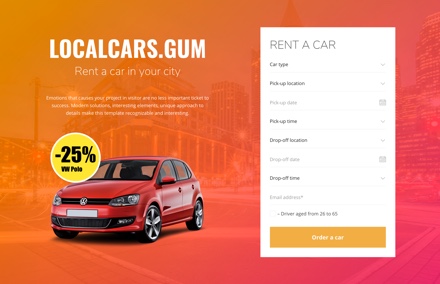 LOCALCARS.GUM
Rent a car in your city
Emotions that causes your project in visitor are no less important ticket to
success. Modern solutions, interesting elements, unique approach to
details make this template recognisable and interesting.
-25%
VW Polo
RENT A CAR
Car type
Pick-up location
Pick-up date
Pick-up time
Drop-off location
Drop-off date
Drop-off time
Email address*
- Driver aged from 26 to 65
Order a car